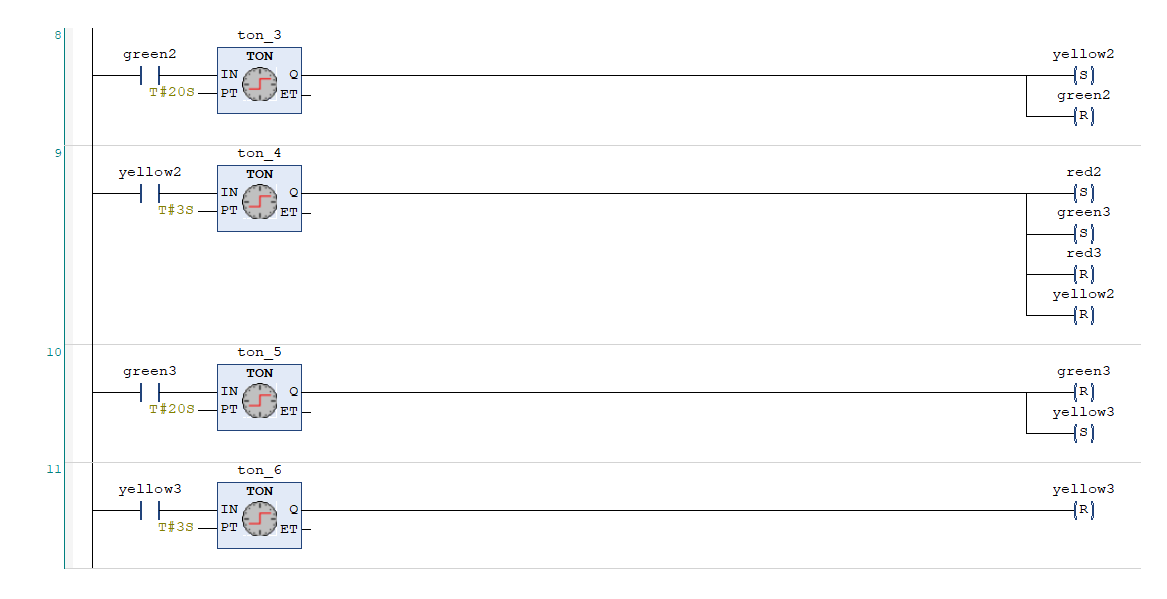 8
ton_3
green2
TON
yellow2
IN Q
S
T#20S PT ET
green2
R
9
ton_4
yellow2
TON
red2
IN Q
S
T#3S PT ET
green3
S
red3
R
yellow2
R
10
ton_5
green3
TON
green3
IN Q
R
T#20S PT ET
yellow3
S
11
ton_6
yellow3
TON
yellow3
IN Q
R
T#3S PT ET